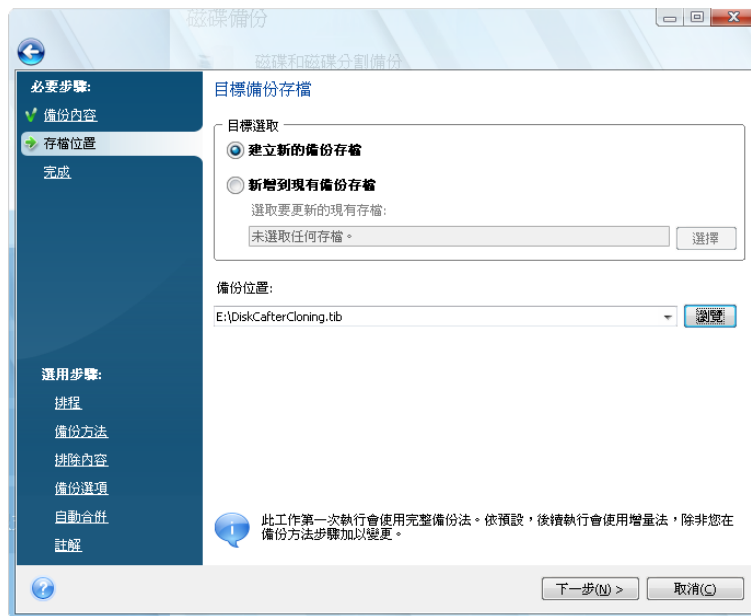 磁碟備份
磁碟和磁碟分割備份
必要步驟:
備份內容
存檔位置
完成
選用步驟:
排程
備份方法
排除內容
備份選項
自動合併
註解
目標備份存檔
目標選取
建立新的備份存檔
新增到現有備份存檔
選取要更新的現有存檔:
未選取任何存檔。
選擇
備份位置:
E:\DiskCafterCloning.tib
瀏覽
此工作第一次執行會使用完整備份法。依預設，後續執行會使用增量法，除非您在
備份方法步驟加以變更。
下一步(N) >
取消(C)